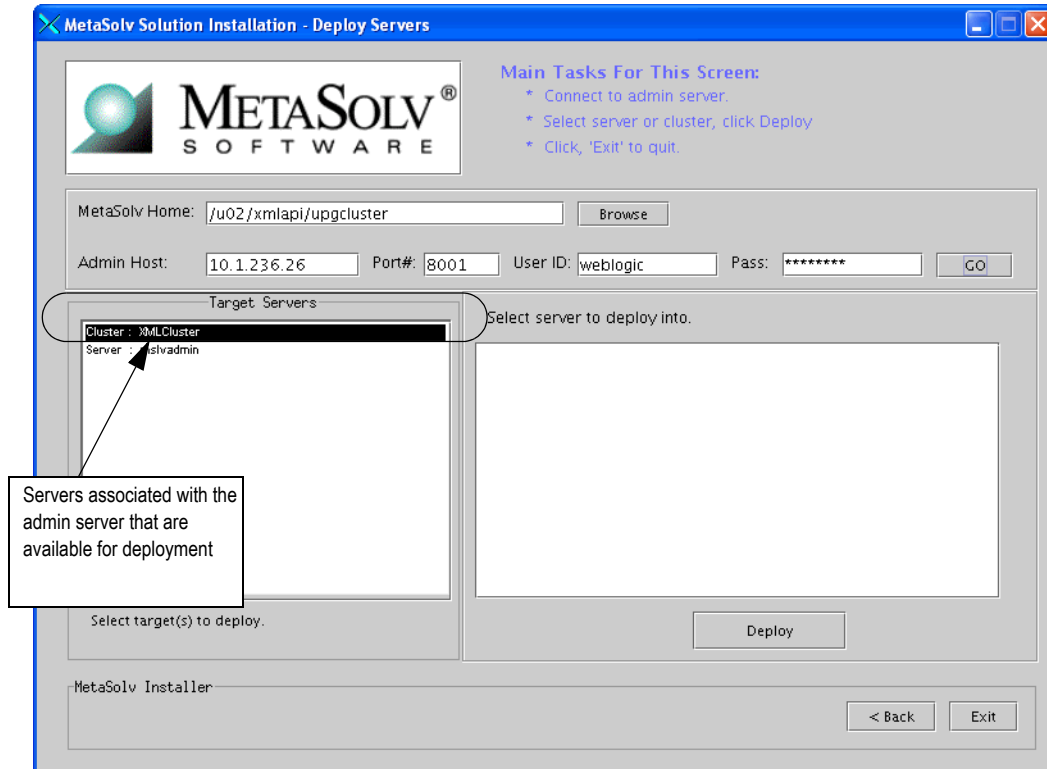 MetaSolv Solution Installation - Deploy Servers
METASOLV®
SOFTWARE
Main Tasks For This Screen:
* Connect to admin server.
* Select server or cluster, click Deploy
* Click, 'Exit' to quit.
MetaSolv Home: /u02/xmlapi/upgcluster Browse
Admin Host: 10.1.236.26 Port#: 8001 User ID: weblogic Pass: ******** GO
Target Servers
Cluster : XMLCluster
Server : mslvadmin
Select server to deploy into.
Servers associated with the
admin server that are
available for deployment
Select target(s) to deploy.
Deploy
MetaSolv Installer
< Back Exit